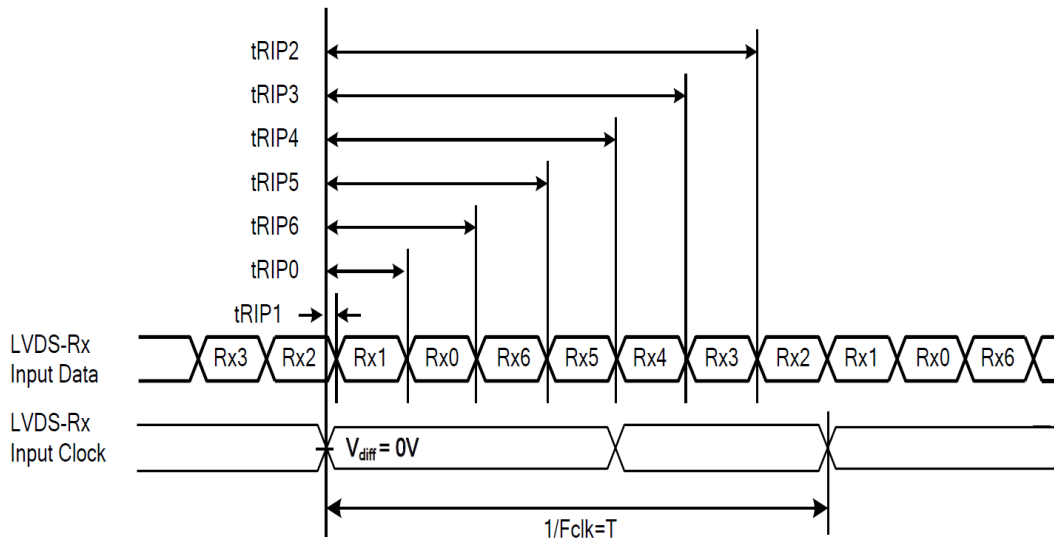 tRIP2
tRIP3
tRIP4
tRIP5
tRIP6
tRIP0
tRIP1
LVDS-Rx
Input Data
Rx3 Rx2 Rx1 Rx0 Rx6 Rx5 Rx4 Rx3 Rx2 Rx1 Rx0 Rx6
LVDS-Rx
Input Clock
Vdiff = 0V
1/Fclk=T